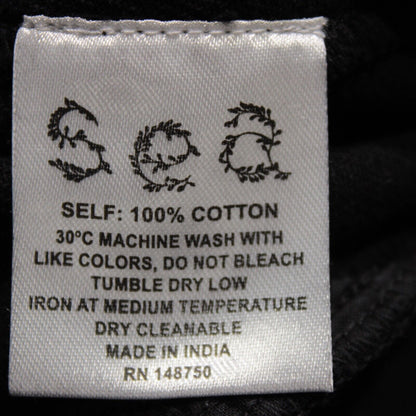 Sea
SELF: 100% COTTON
30°C MACHINE WASH WITH
LIKE COLORS, DO NOT BLEACH
TUMBLE DRY LOW
IRON AT MEDIUM TEMPERATURE
DRY CLEANABLE
MADE IN INDIA
RN 148750